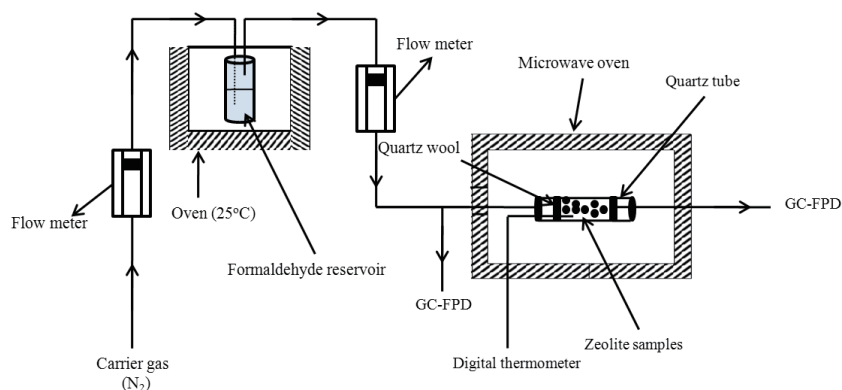 Flow meter
Microwave oven
Quartz tube
Quartz wool
Flow meter
Oven (25°C)
GC-FPD
Formaldehyde reservoir
GC-FPD
Zeolite samples
Carrier gas
(N₂)
Digital thermometer